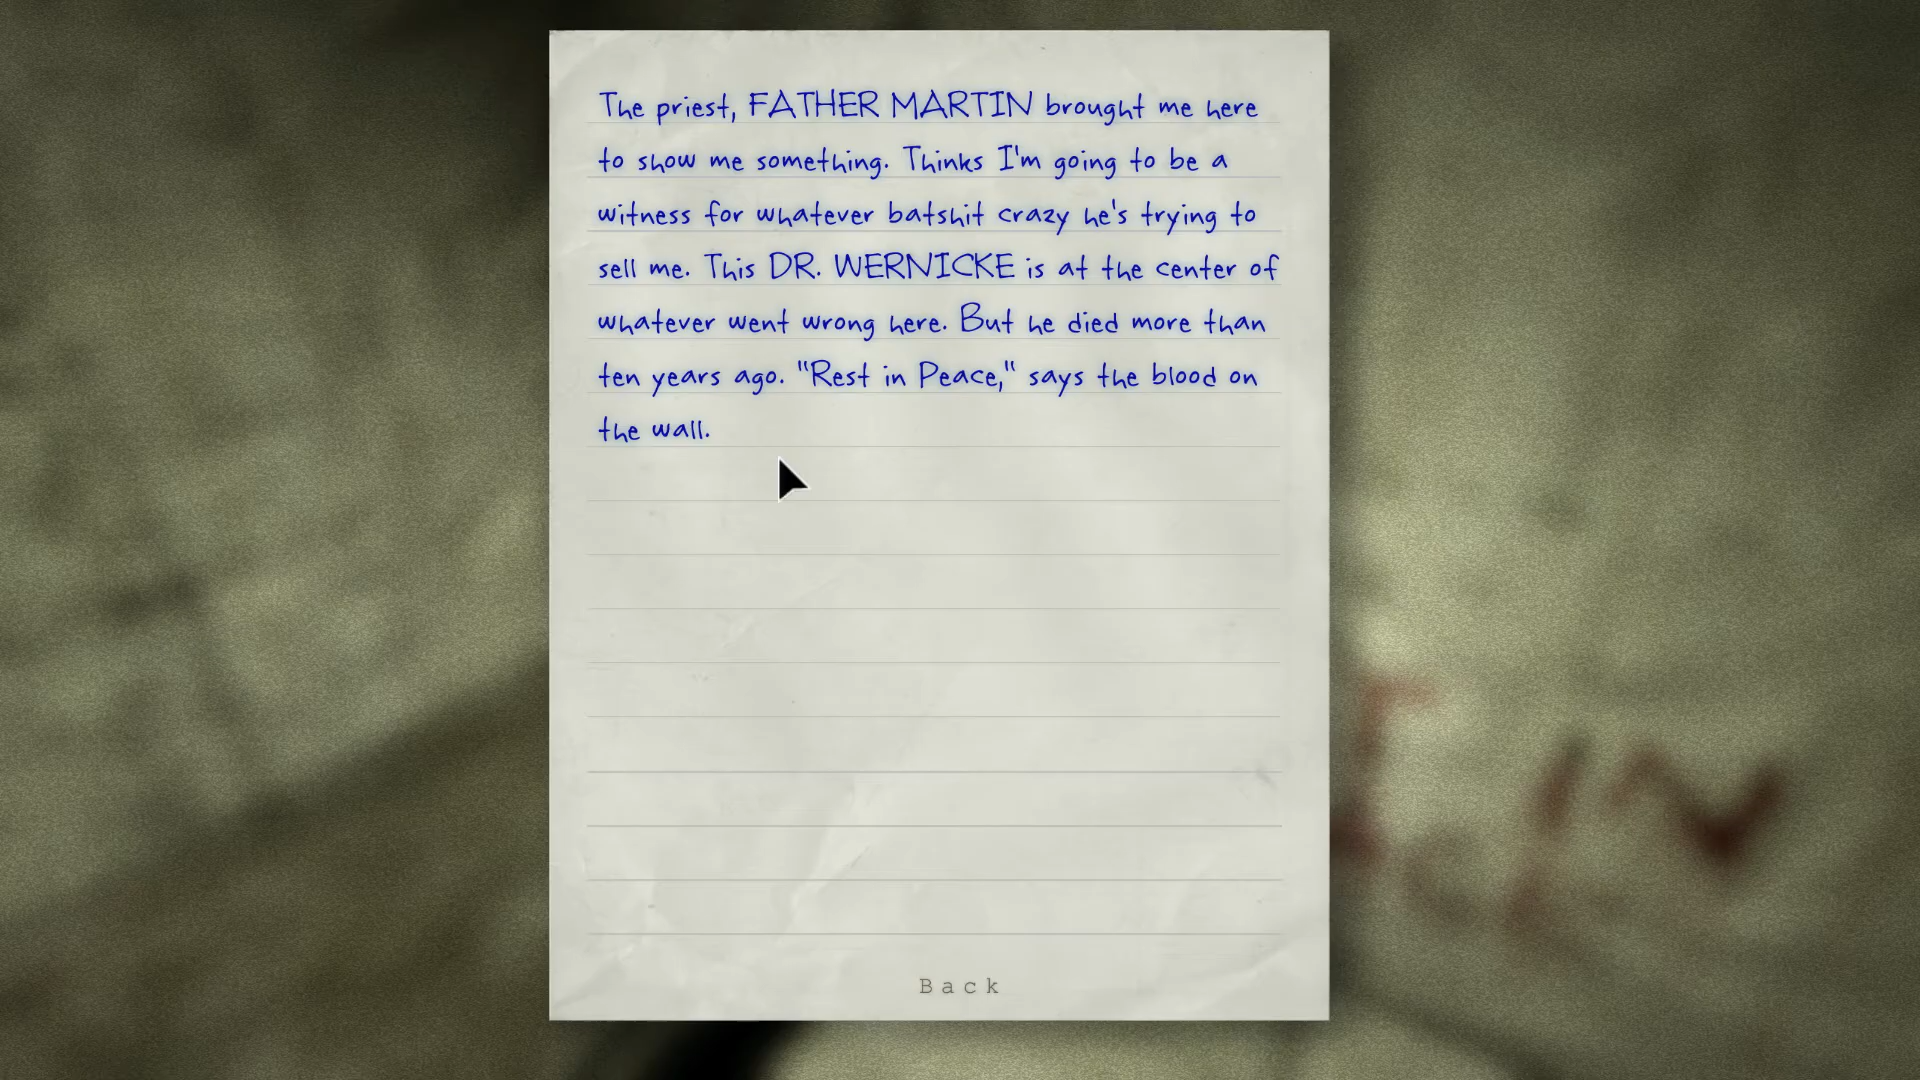 The priest, FATHER MARTIN brought me here
to show me something. Thinks I'm going to be a
witness for whatever batshit crazy he's trying to
sell me. This DR. WERNICKE is at the center of
whatever went wrong here. But he died more than
ten years ago. "Rest in Peace," says the blood on
the wall.
Back